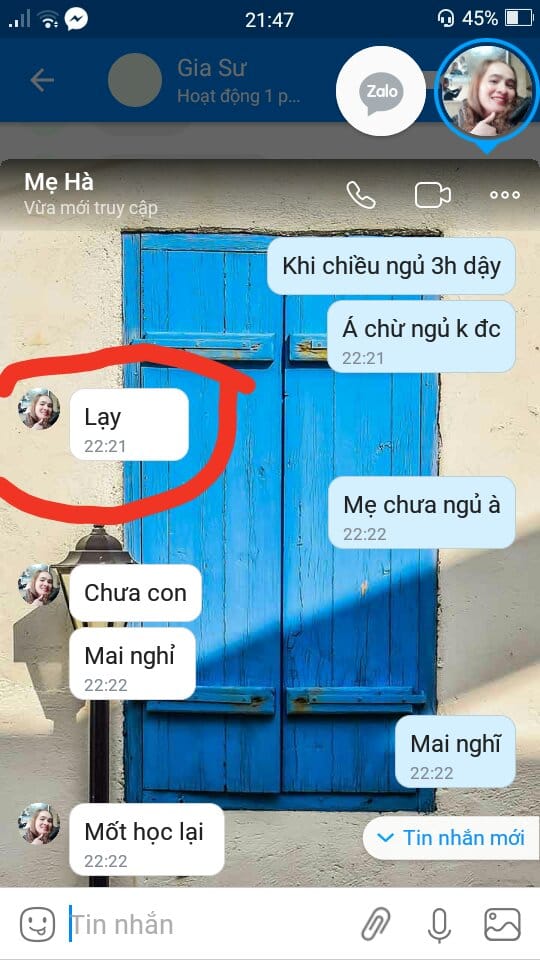 21:47
45%
Gia Sư
Hoạt động 1 p...
Zalo
Mẹ Hà
Vừa mới truy cập
Khi chiều ngủ 3h dậy
Á chừ ngủ k đc
22:21
Lạy
22:21
Mẹ chưa ngủ à
22:22
Chưa con
Mai nghỉ
22:22
Mai nghĩ
22:22
Mốt học lại
22:22
Tin nhắn mới
Tin nhắn